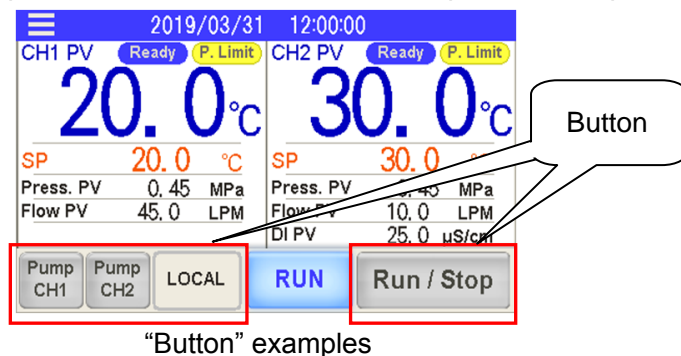 2019/03/31 12:00:00
CH1 PV Ready P. Limit CH2 PV Ready P. Limit
20.0 °C 30.0 °C
Button
SP 20.0 °C SP 30.0
Press. PV 0.45 MPa Press. PV MPa
Flow PV 45.0 LPM Flow PV 10.0 LPM
DI PV 25.0 µS/cm
Pump CH1 Pump CH2 LOCAL RUN Run / Stop
“Button” examples